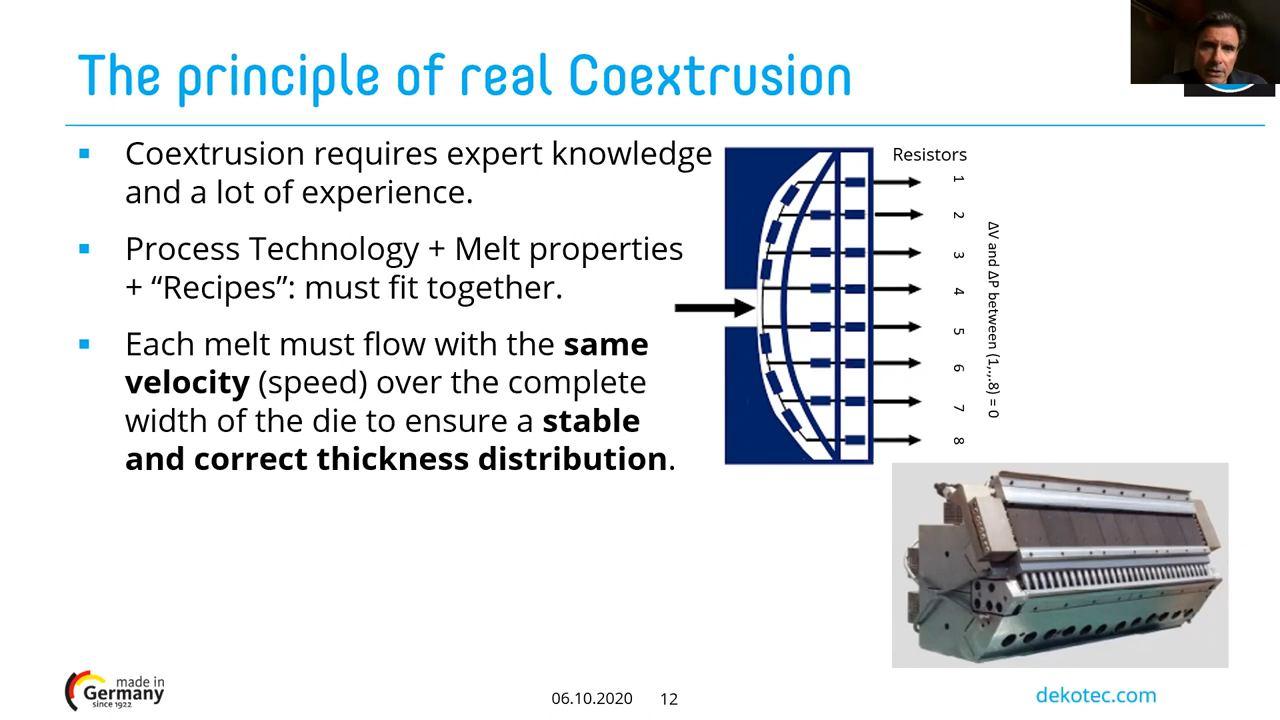 The principle of real Coextrusion
Coextrusion requires expert knowledge
and a lot of experience.
Process Technology + Melt properties
+ “Recipes”: must fit together.
Each melt must flow with the same
velocity (speed) over the complete
width of the die to ensure a stable
and correct thickness distribution.
Resistors
1
2
3
4
5
6
7
8
ΔV and ΔP between (1,,,.8) = 0
made in
Germany
since 1922
06.10.2020
12
dekotec.com